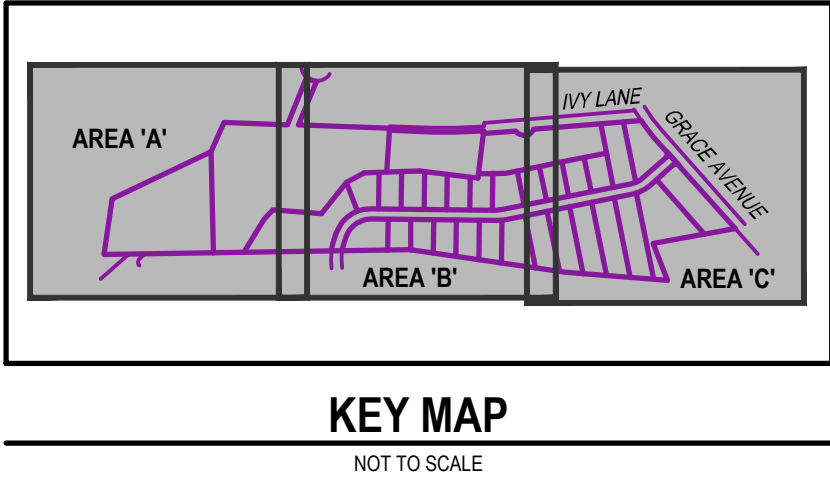 IVY LANE
GRACE AVENUE
AREA 'A'
AREA 'B'
AREA 'C'
KEY MAP
NOT TO SCALE